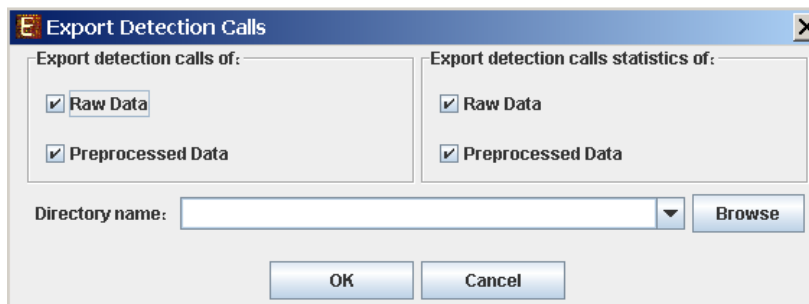 E Export Detection Calls
Export detection calls of: Export detection calls statistics of:
Raw Data Raw Data
Preprocessed Data Preprocessed Data
Directory name: Browse
OK Cancel